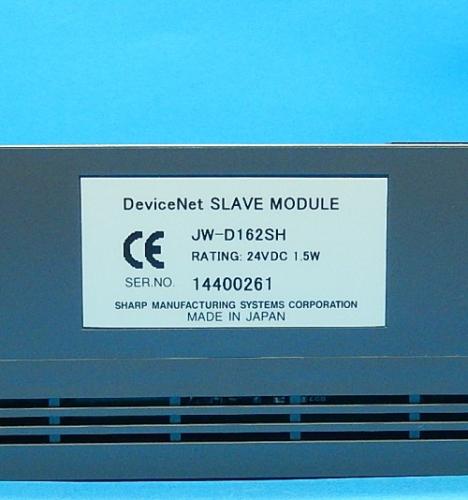 DeviceNet SLAVE MODULE
CE JW-D162SH
RATING: 24VDC 1.5W
SER.NO. 14400261
SHARP MANUFACTURING SYSTEMS CORPORATION
MADE IN JAPAN